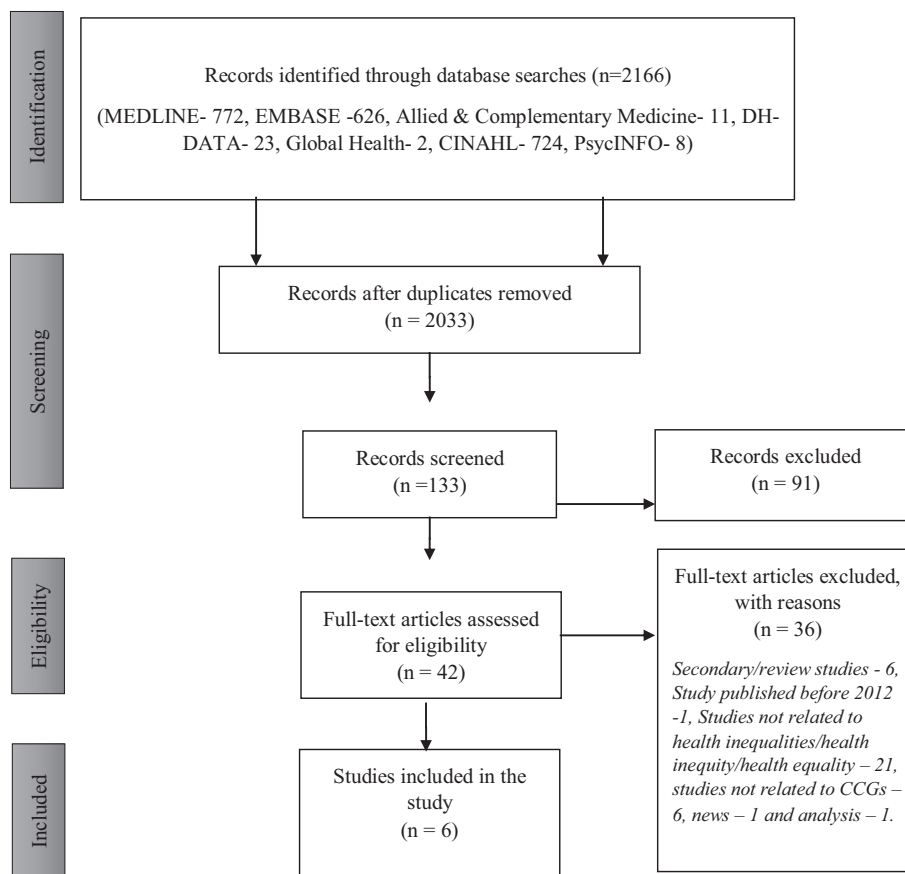 Identification
Records identified through database searches (n=2166)
(MEDLINE- 772, EMBASE -626, Allied & Complementary Medicine- 11, DH-
DATA- 23, Global Health- 2, CINAHL- 724, PsycINFO- 8)
Screening
Records after duplicates removed
(n = 2033)
Records screened
(n =133)
Records excluded
(n = 91)
Eligibility
Full-text articles assessed
for eligibility
(n = 42)
Full-text articles excluded,
with reasons
(n = 36)
Secondary/review studies - 6,
Study published before 2012
-1, Studies not related to
health inequalities/health
inequity/health equality – 21,
studies not related to CCGs –
6, news – 1 and analysis – 1.
Included
Studies included in the
study
(n = 6)